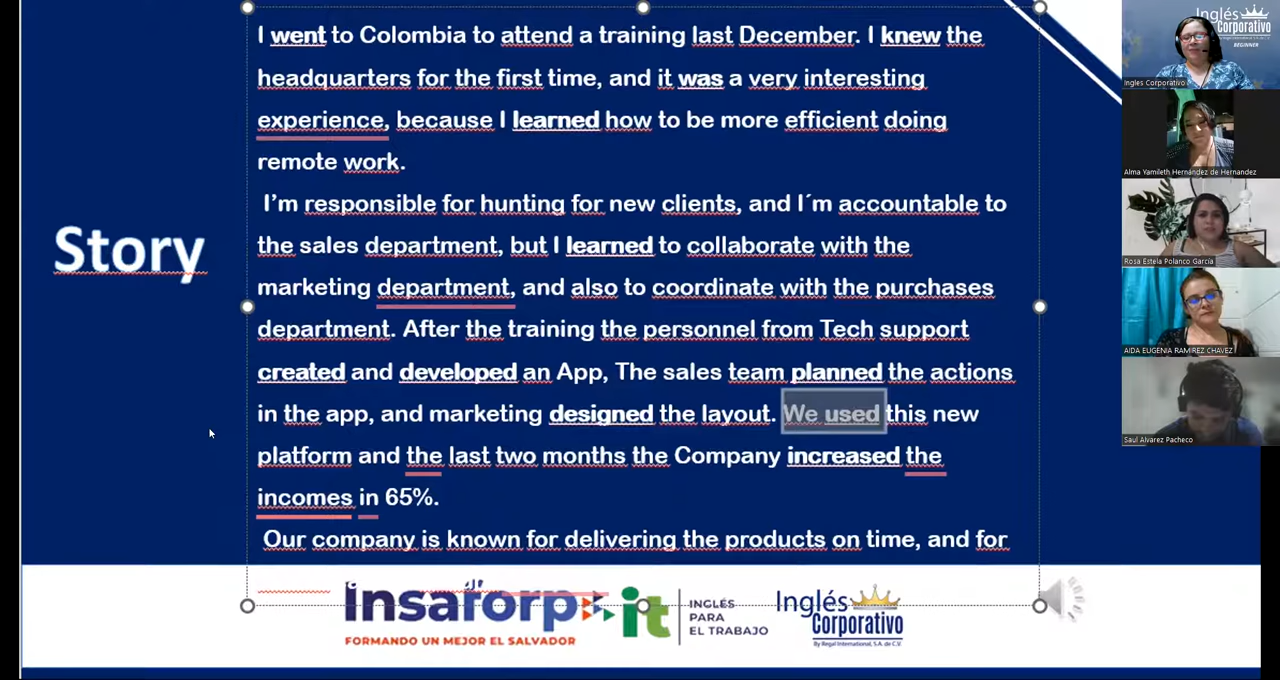 I went to Colombia to attend a training last December. I knew the
headquarters for the first time, and it was a very interesting
experience, because I learned how to be more efficient doing
remote work.
I'm responsible for hunting for new clients, and I´m accountable to
the sales department, but I learned to collaborate with the
marketing department, and also to coordinate with the purchases
department. After the training the personnel from Tech support
created and developed an App, The sales team planned the actions
in the app, and marketing designed the layout. We used this new
platform and the last two months the Company increased the
incomes in 65%.
Our company is known for delivering the products on time, and for
Story
insaforp
FORMANDO UN MEJOR EL SALVADOR
it
INGLÉS
PARA
EL TRABAJO
Inglés
Corporativo
By Regal International, S.A. de C.V.
Inglés
Corporativo
BEGINNER
Ingles Corporativo
Alma Yamileth Hernández de Hernandez
Rosa Estela Polanco García
AIDA EUGENIA RAMIREZ CHAVEZ
Saul Alvarez Pacheco